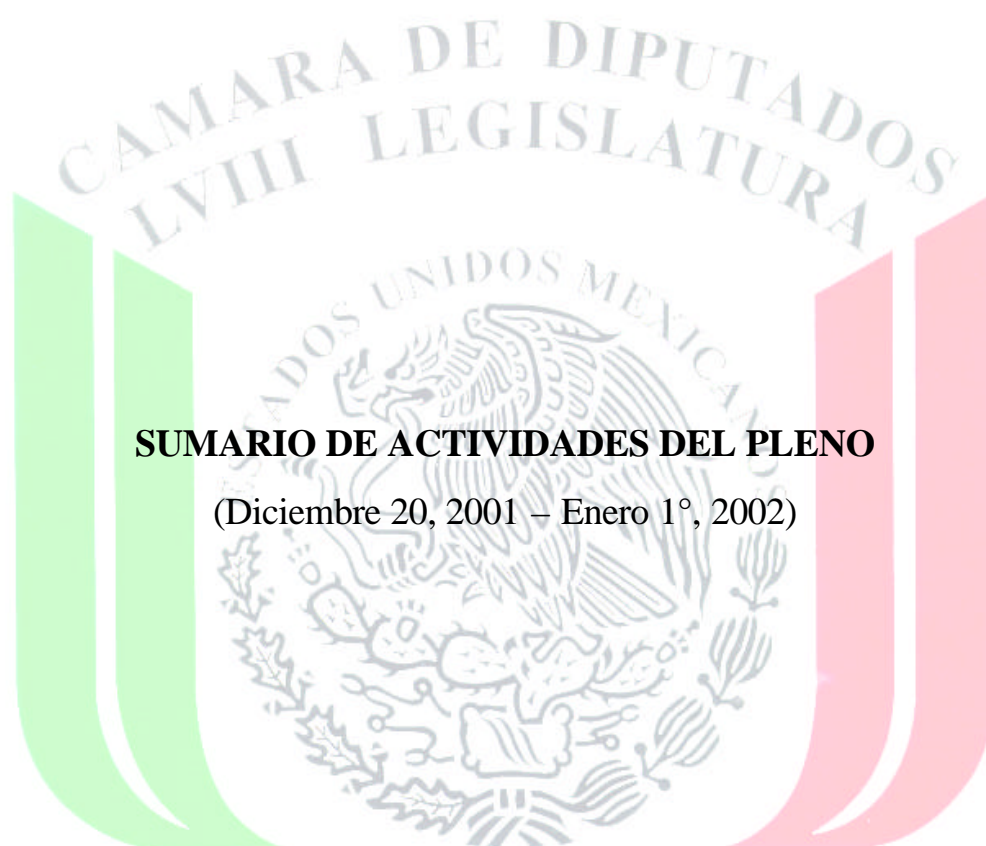 CAMARA DE DIPUTADOS
LVIII LEGISLATURA
ESTADOS UNIDOS MEXICANOS
SUMARIO DE ACTIVIDADES DEL PLENO
(Diciembre 20, 2001 – Enero 1°, 2002)